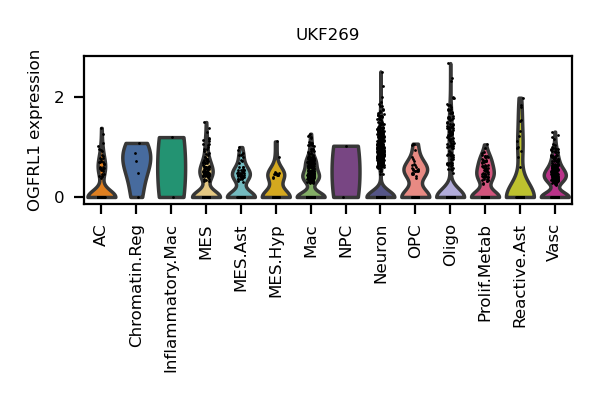 UKF269
OGFRL1 expression
2
0
AC
Chromatin.Reg
Inflammatory.Mac
MES
MES.Ast
MES.Hyp
Mac
NPC
Neuron
OPC
Oligo
Prolif.Metab
Reactive.Ast
Vasc